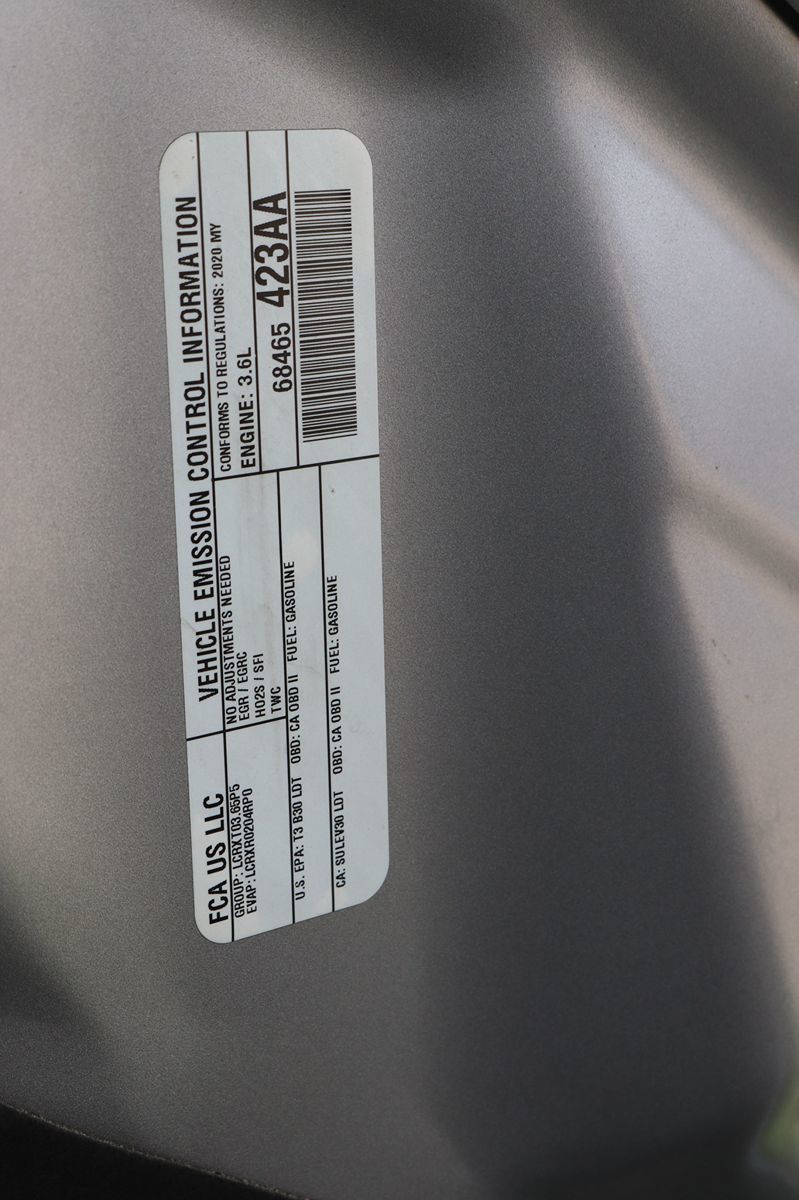 FCA US LLC
VEHICLE EMISSION CONTROL INFORMATION
GROUP: LCRXT03.65P5
EVAP: LCRXR0204RP0
NO ADJUSTMENTS NEEDED
EGR / EGRC
HO2S / SFI
TWC
CONFORMS TO REGULATIONS: 2020 MY
ENGINE: 3.6L
68465 423AA
U.S. EPA: T3 B30 LDT OBD: CA OBD II FUEL: GASOLINE
CA: SULEV30 LDT OBD: CA OBD II FUEL: GASOLINE